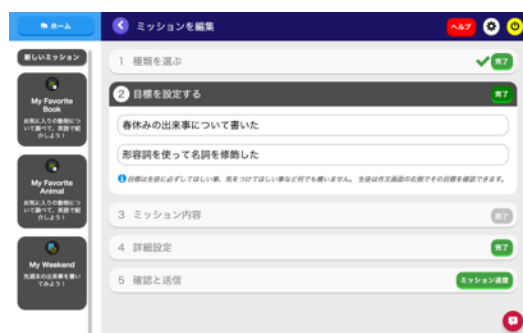 ホーム
ミッションを編集
ヘルプ
新しいミッション
My Favorite
Book
お気に入りの動物につ
いて調べて、英語で紹
介しよう！
My Favorite
Animal
お気に入りの動物につ
いて調べて、英語で紹
介しよう！
My Weekend
先週末の出来事を書い
てみよう！
1 種類を選ぶ
完了
2 目標を設定する
完了
春休みの出来事について書いた
形容詞を使って名詞を修飾した
目標は生徒に必ずしてほしい事、気をつけてほしい事など何でも構いません。 生徒は作文画面の右側でその目標を確認できます。
3 ミッション内容
完了
4 詳細設定
完了
5 確認と送信
ミッション送信